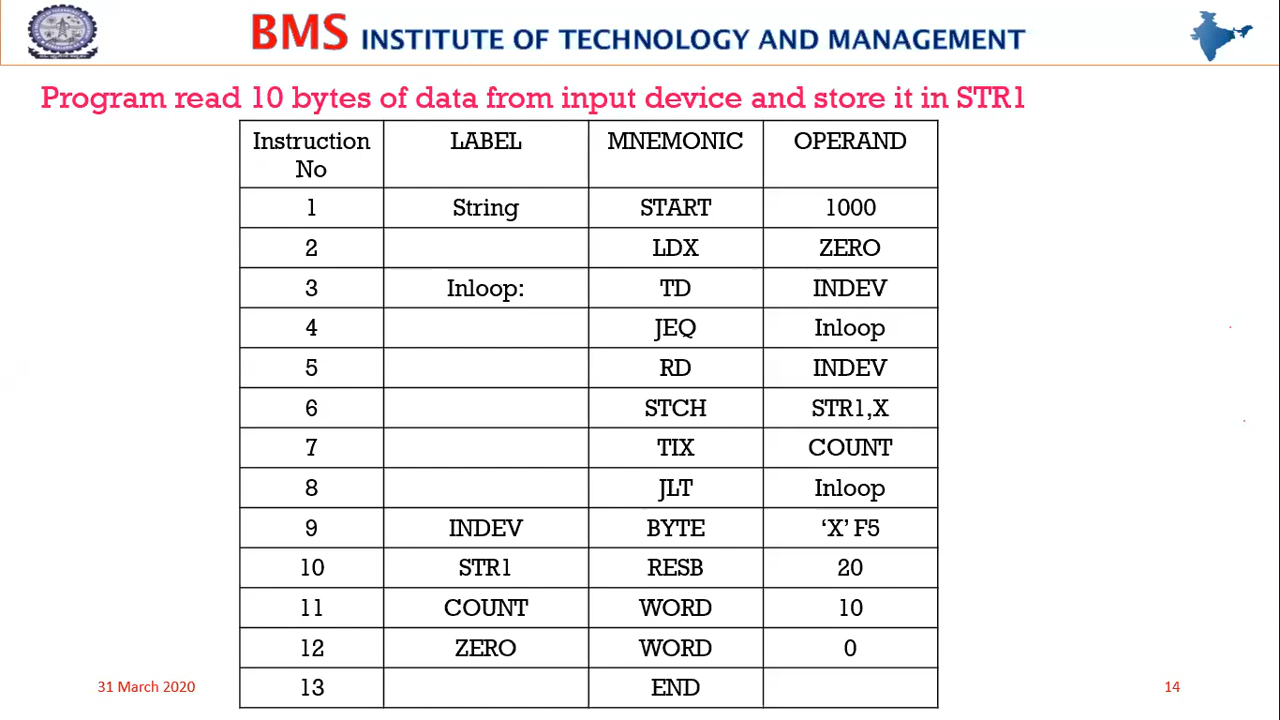 BMS INSTITUTE OF TECHNOLOGY AND MANAGEMENT
Program read 10 bytes of data from input device and store it in STR1
Instruction No LABEL MNEMONIC OPERAND
1 String START 1000
2 LDX ZERO
3 Inloop: TD INDEV
4 JEQ Inloop
5 RD INDEV
6 STCH STR1,X
7 TIX COUNT
8 JLT Inloop
9 INDEV BYTE ‘X’ F5
10 STR1 RESB 20
11 COUNT WORD 10
12 ZERO WORD 0
13 END
31 March 2020
14